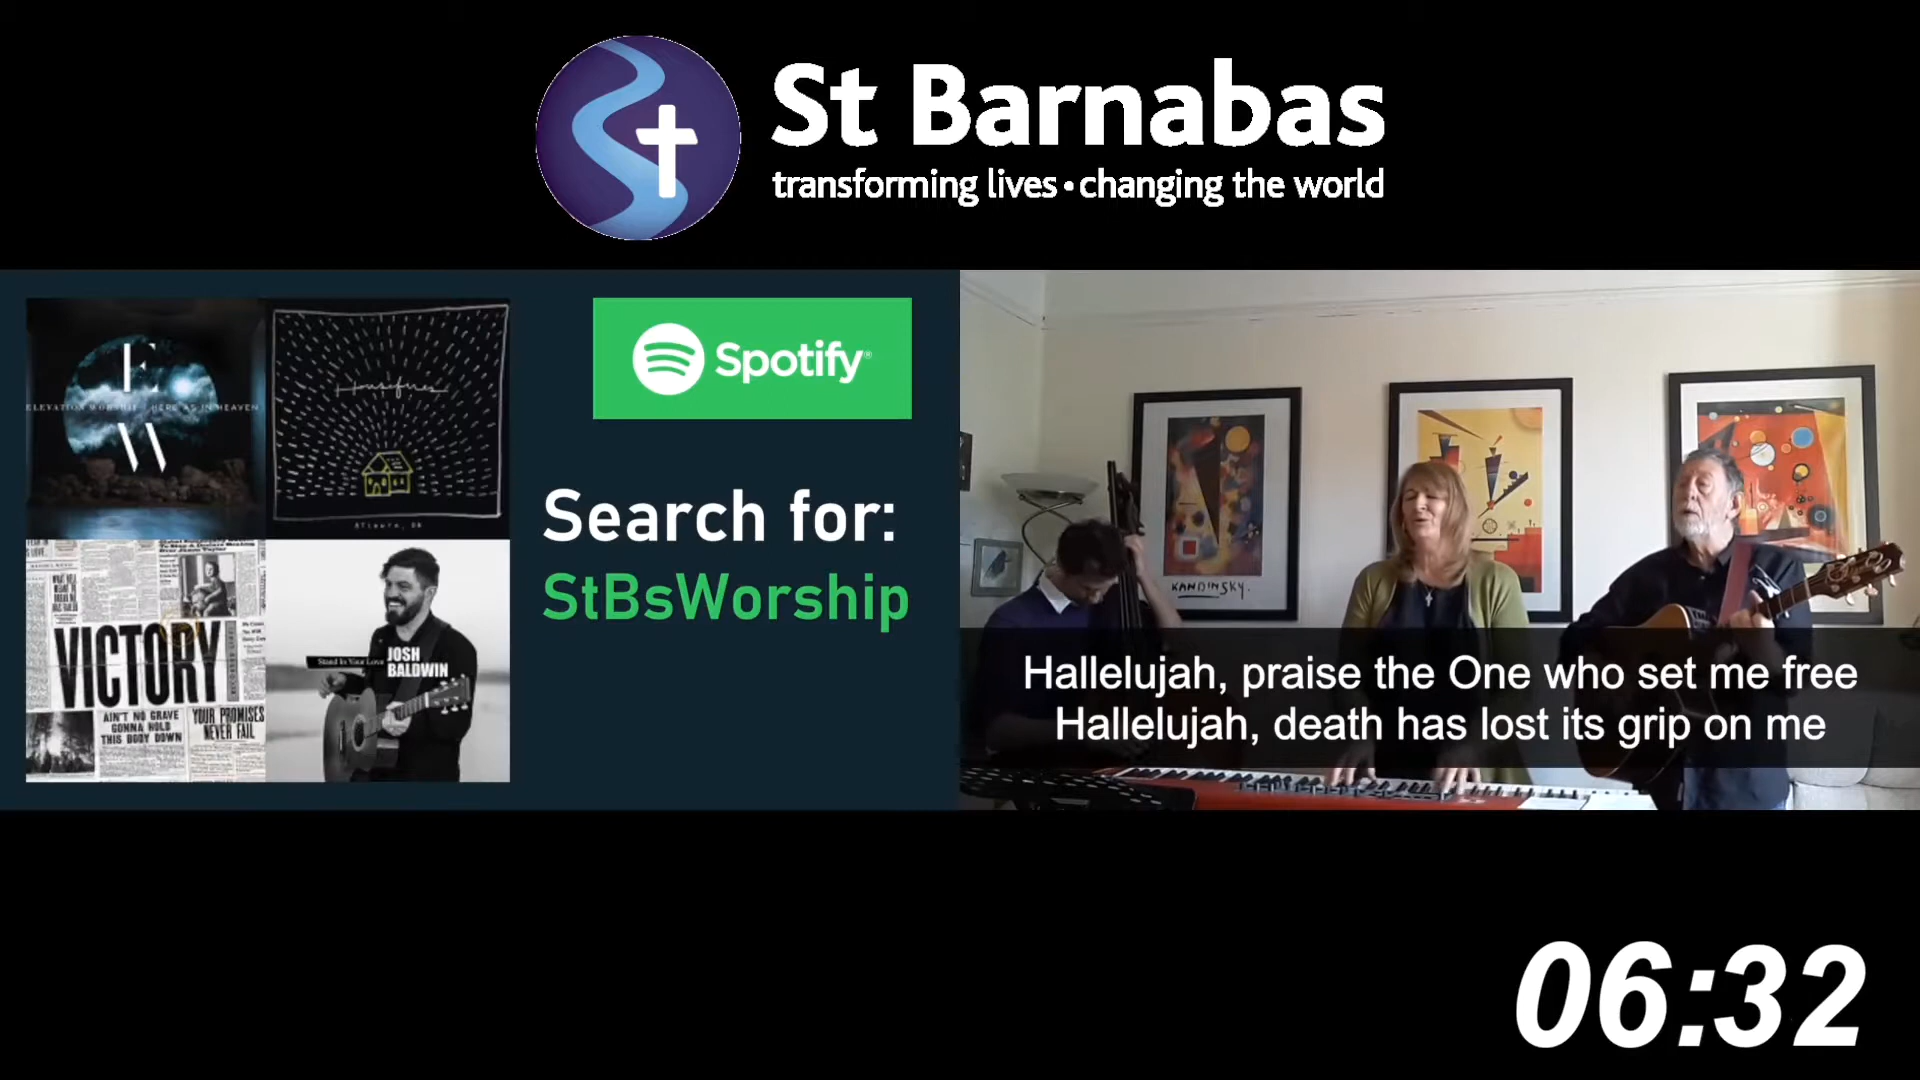 St Barnabas
transforming lives • changing the world
E
ELEVATION WORSHIP | HERE AS IN HEAVEN
W
Housefires
Spotify®
Search for:
StBsWorship
VICTORY
AIN'T NO GRAVE
GONNA HOLD
THIS BODY DOWN
YOUR PROMISES
NEVER FAIL
Stand In Your Love
JOSH
BALDWIN
KANDINSKY.
Hallelujah, praise the One who set me free
Hallelujah, death has lost its grip on me
06:32